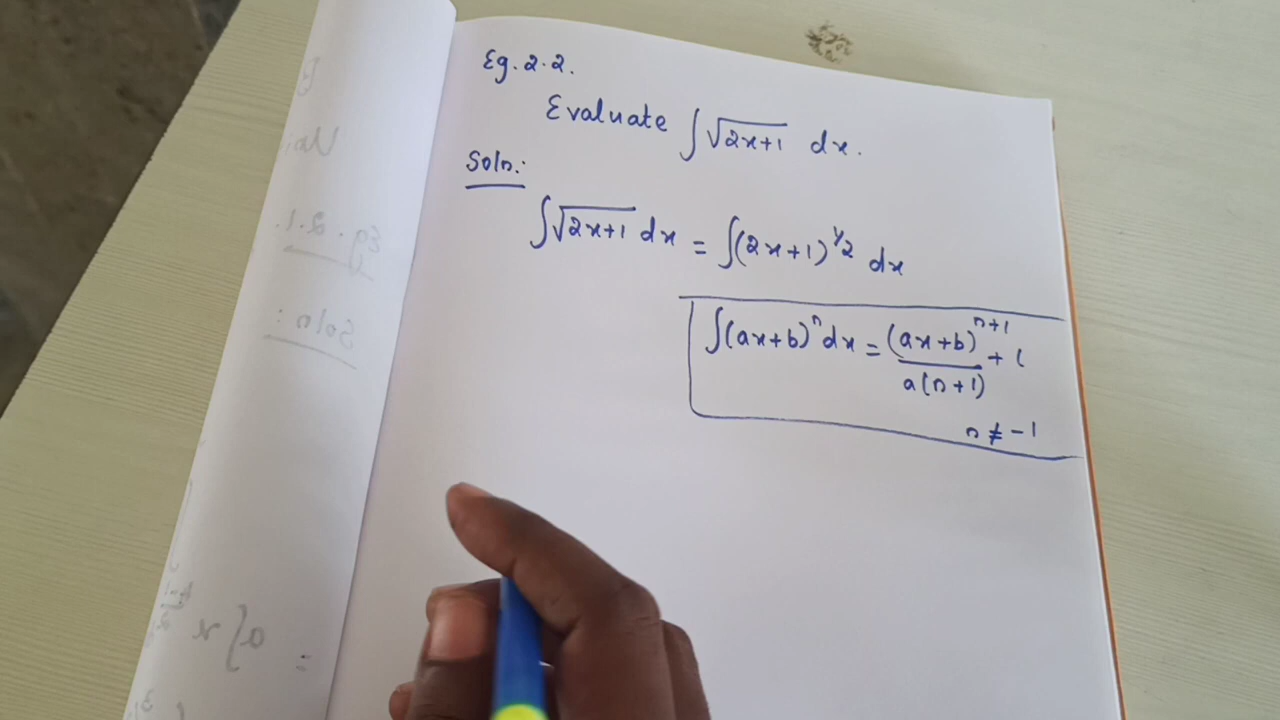 Eg. 2.2.
Evaluate ∫√(2x+1) dx.
Soln:
∫√(2x+1) dx = ∫(2x+1)^1/2 dx
∫(ax+b)^n dx = (ax+b)^n+1 / a(n+1) + c
n ≠ -1